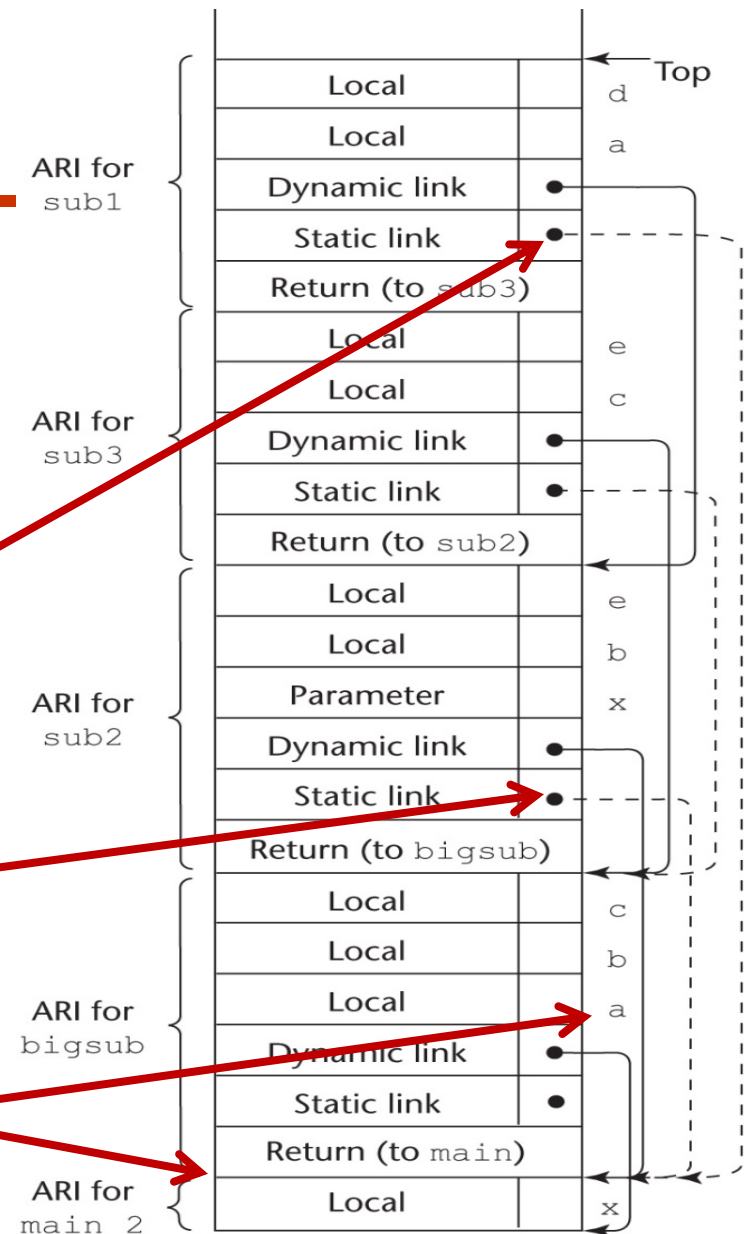 Top
Local d
Local a
ARI for
sub1
Dynamic link
Static link
Return (to sub3)
Local e
Local c
ARI for
sub3
Dynamic link
Static link
Return (to sub2)
Local e
Local b
Parameter x
ARI for
sub2
Dynamic link
Static link
Return (to bigsub)
Local c
Local b
Local a
ARI for
bigsub
Dynamic link
Static link
Return (to main)
ARI for
main_2
Local x